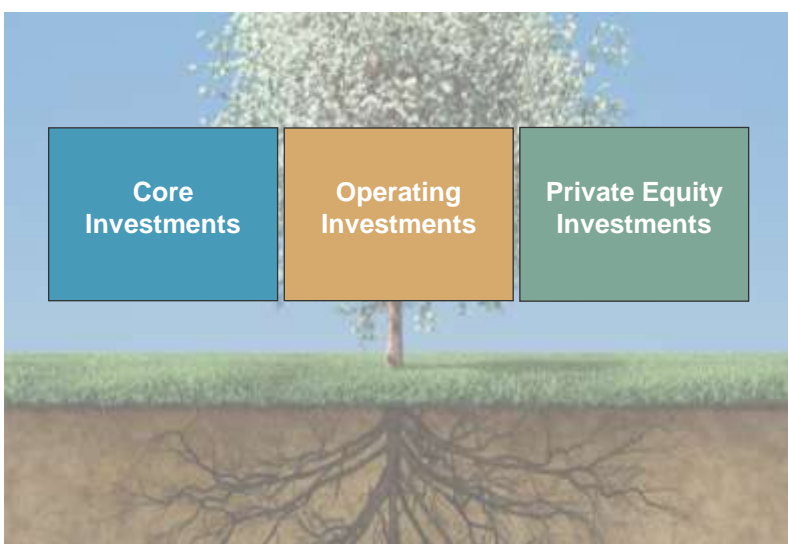 Core
Investments
Operating
Investments
Private Equity
Investments